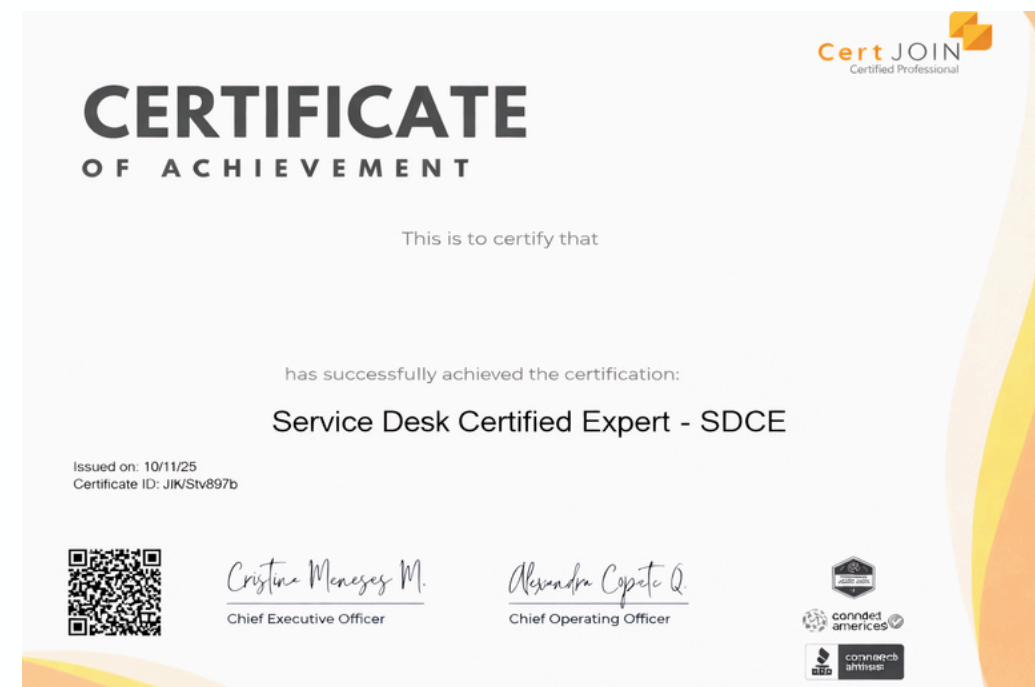 Cert JOIN
Certified Professional
CERTIFICATE
OF ACHIEVEMENT
This is to certify that
has successfully achieved the certification:
Service Desk Certified Expert - SDCE
Issued on: 10/11/25
Certificate ID: JIK/Stv897b
Cristina Meneses M.
Chief Executive Officer
Alexandra Copete Q.
Chief Operating Officer
connded
americes